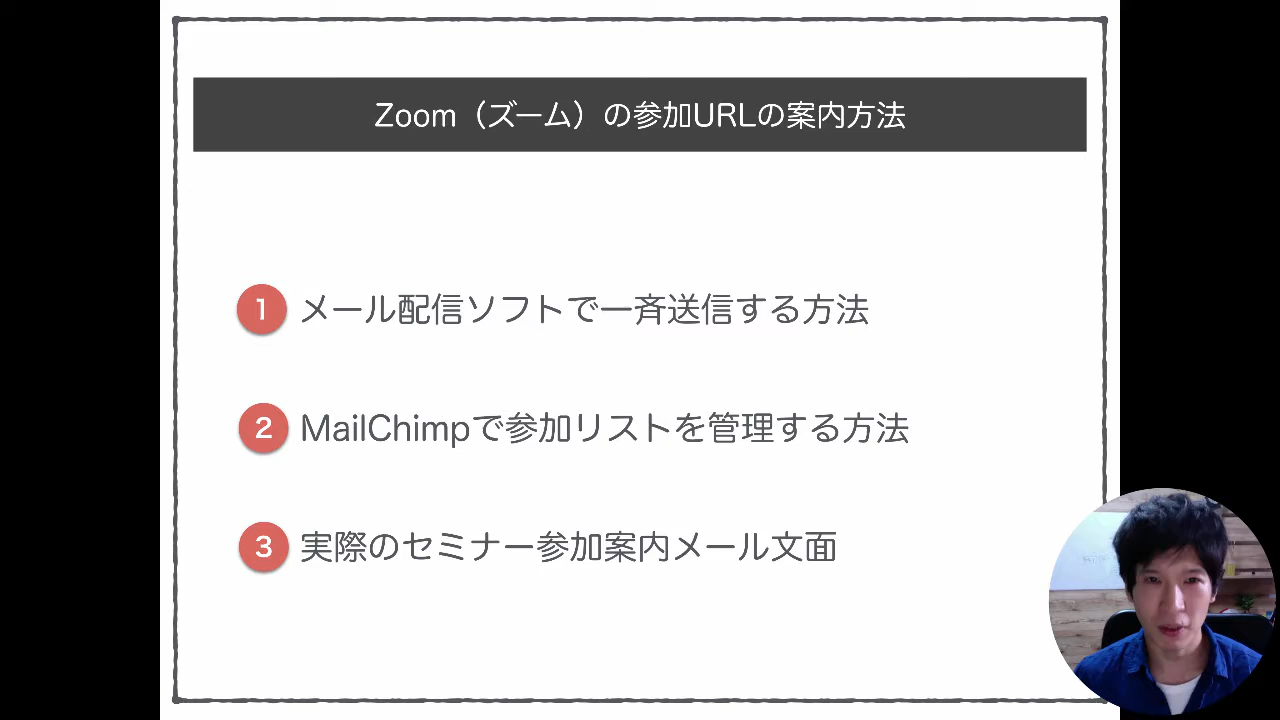 Zoom（ズーム）の参加URLの案内方法
1 メール配信ソフトで一斉送信する方法
2 MailChimpで参加リストを管理する方法
3 実際のセミナー参加案内メール文面